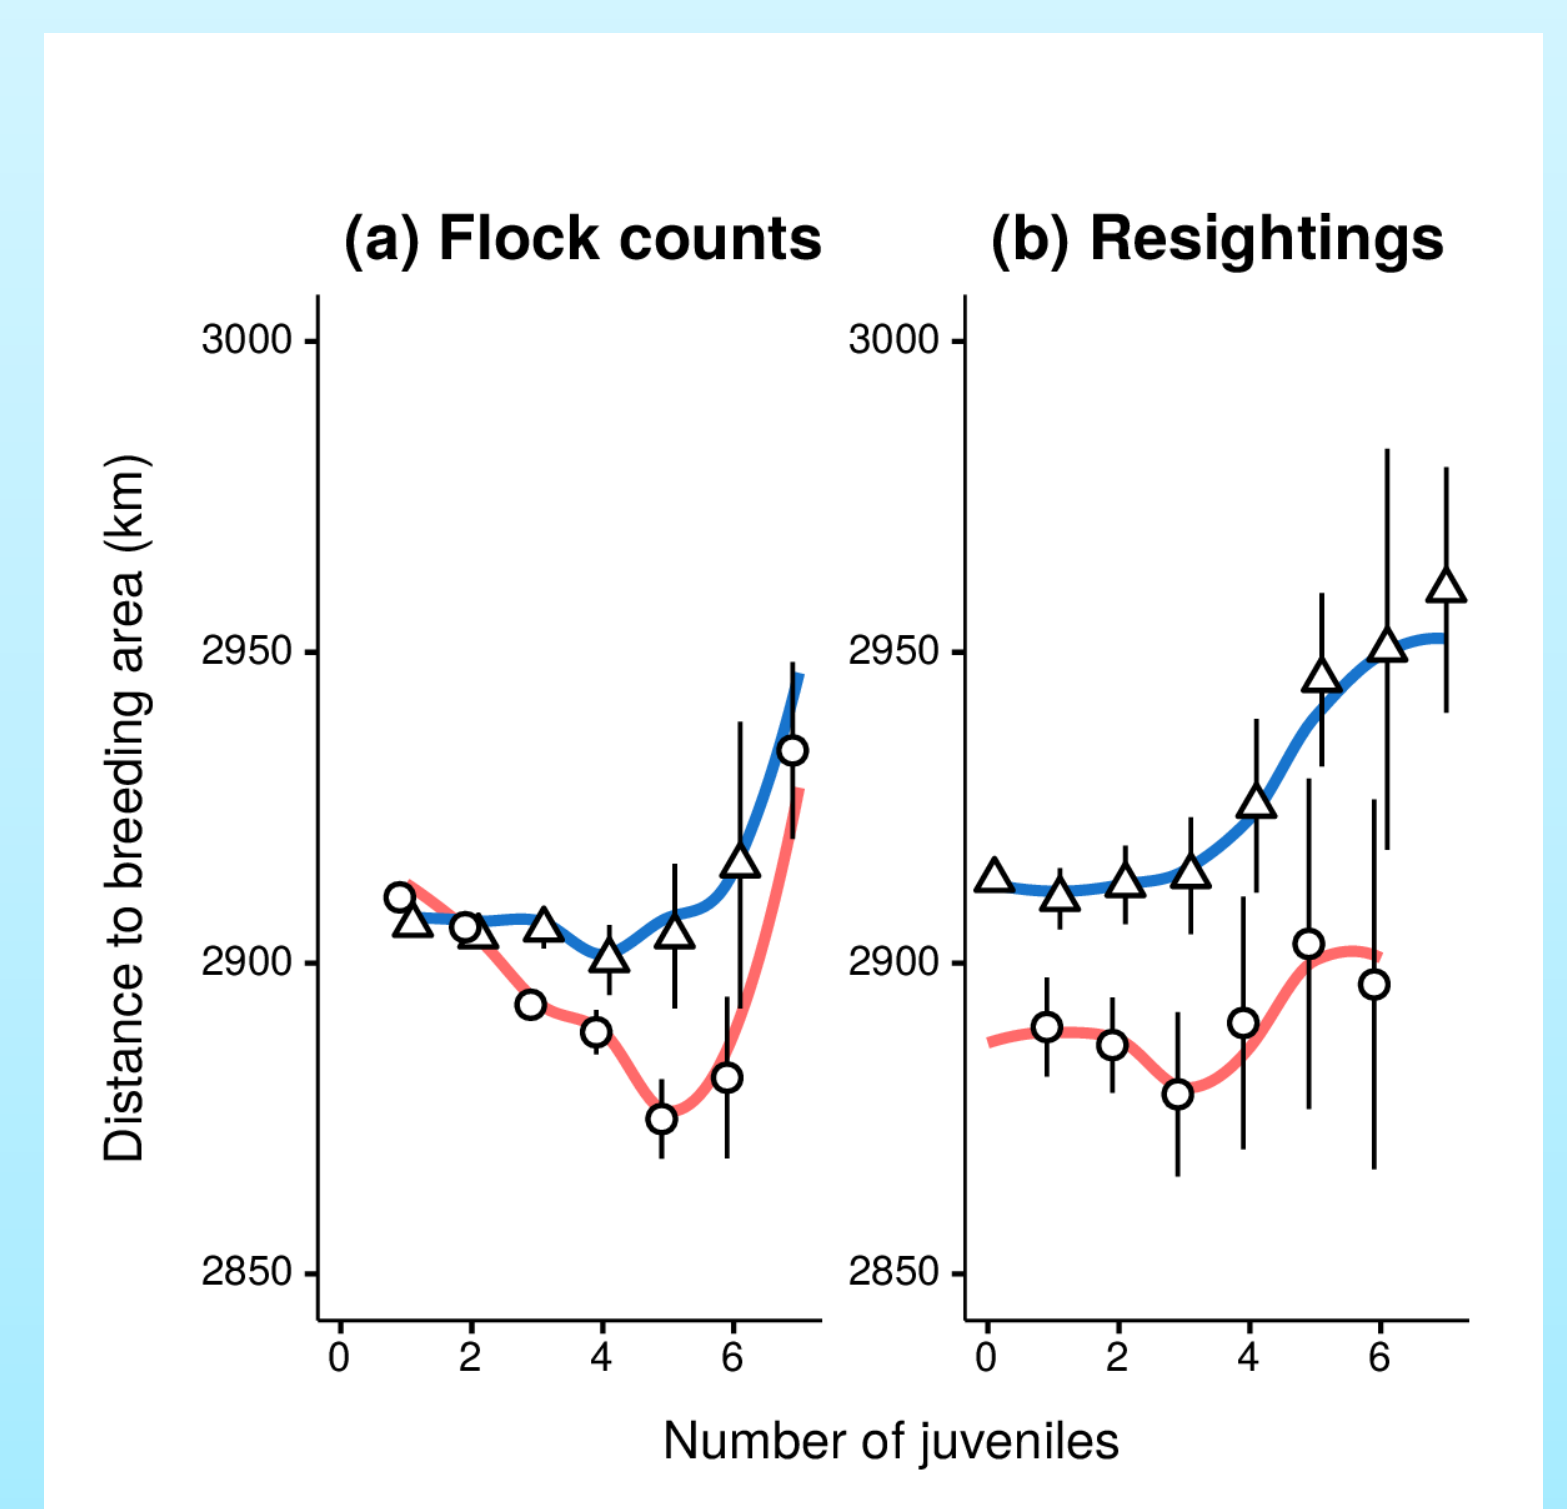 (a) Flock counts
(b) Resightings
Distance to breeding area (km)
3000
2950
2900
2850
0 2 4 6
3000
2950
2900
2850
0 2 4 6
Number of juveniles